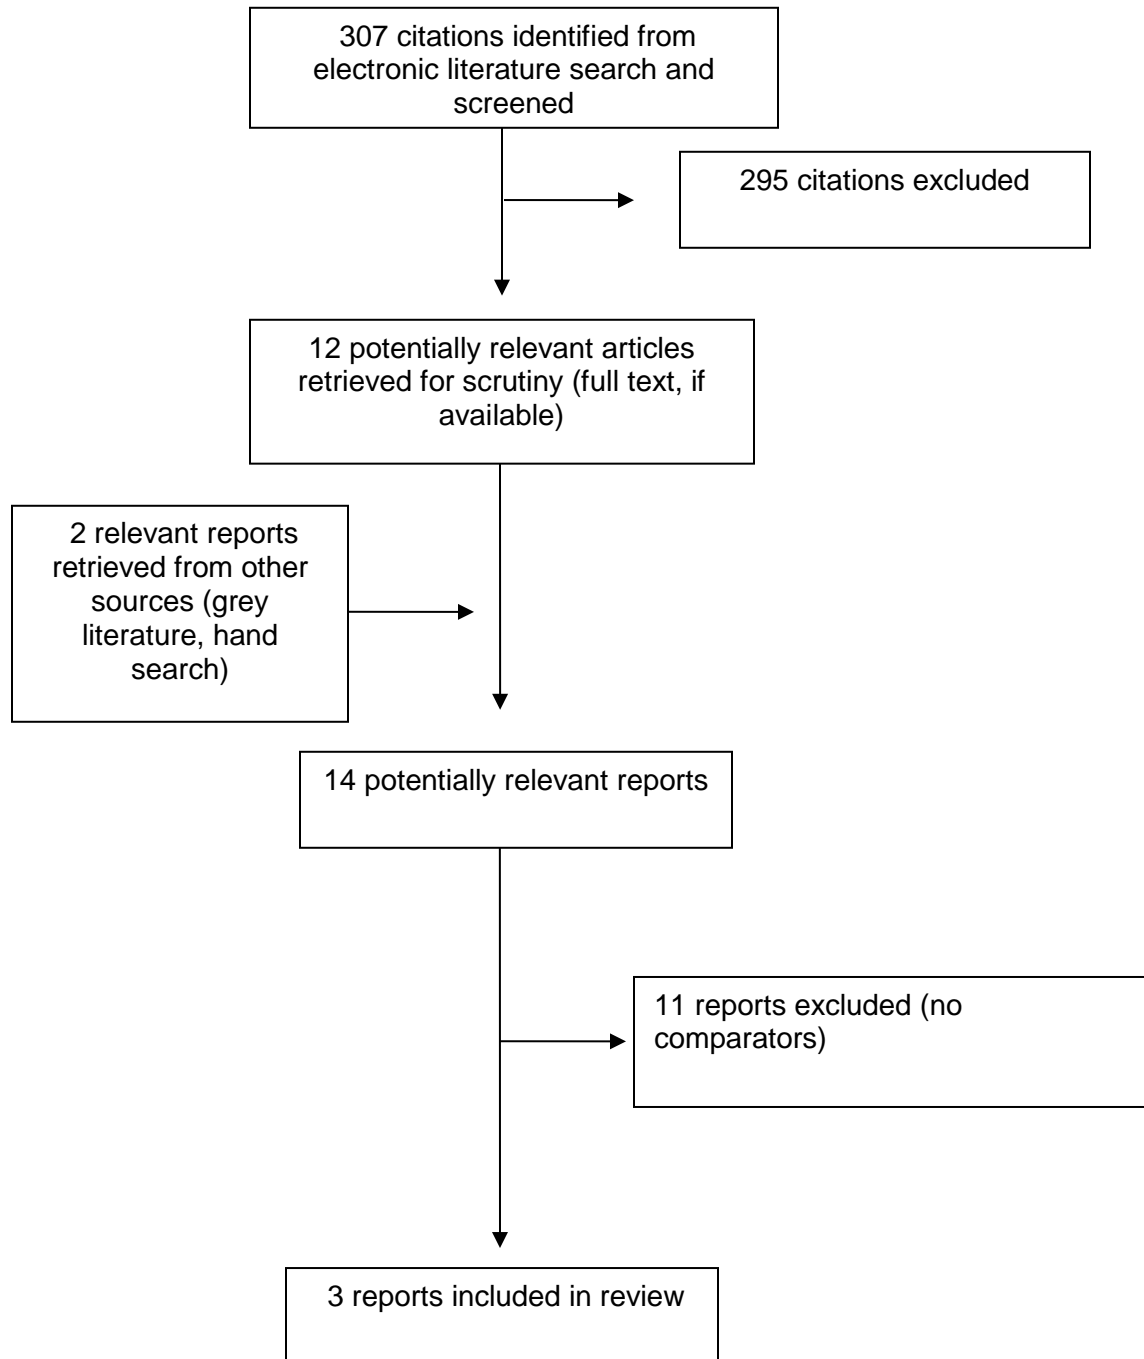 307 citations identified from
electronic literature search and
screened
295 citations excluded
12 potentially relevant articles
retrieved for scrutiny (full text, if
available)
2 relevant reports
retrieved from other
sources (grey
literature, hand
search)
14 potentially relevant reports
11 reports excluded (no
comparators)
3 reports included in review